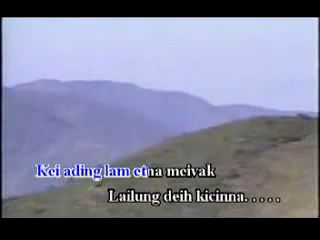 Kei ading lam etna meivak
Lailung deih kicinna.....